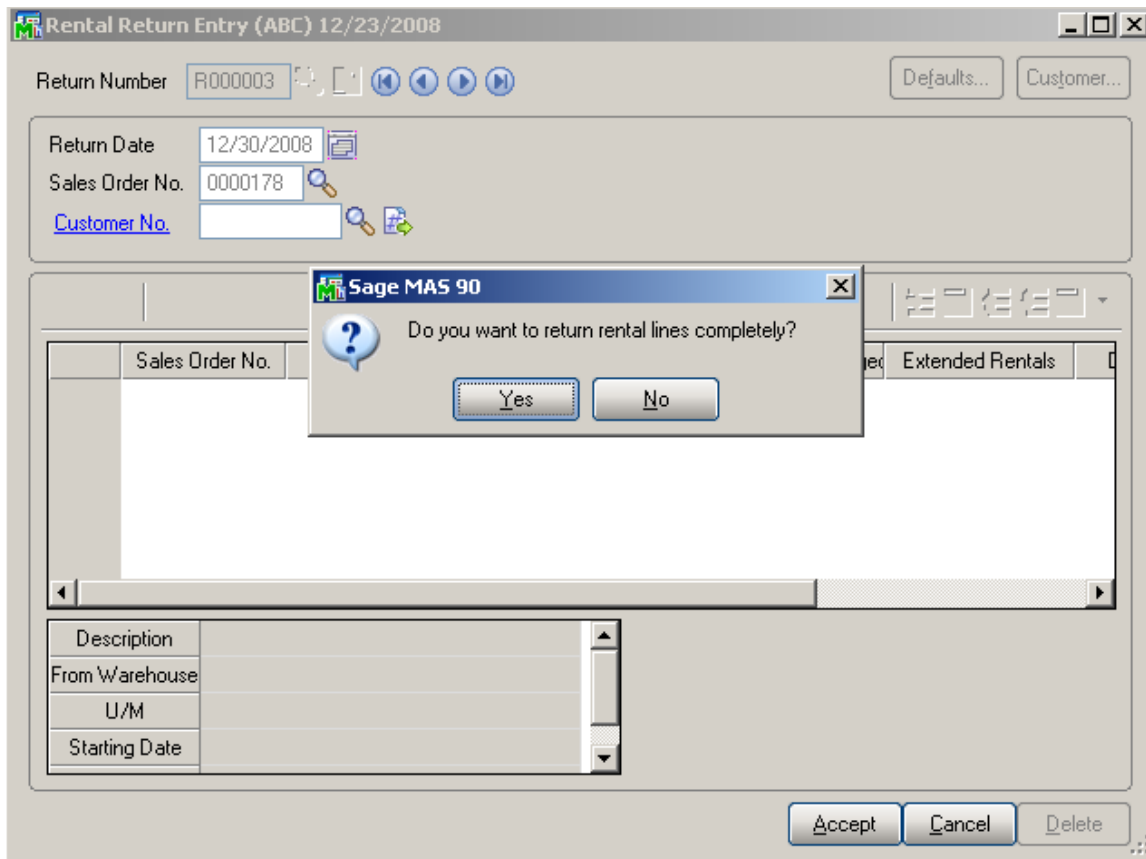 Rental Return Entry (ABC) 12/23/2008
Return Number R000003 Defaults... Customer...
Return Date 12/30/2008
Sales Order No. 0000178
Customer No.
Sage MAS 90
Do you want to return rental lines completely?
Yes No
Sales Order No. Extended Rentals
Description
From Warehouse
U/M
Starting Date
Accept Cancel Delete